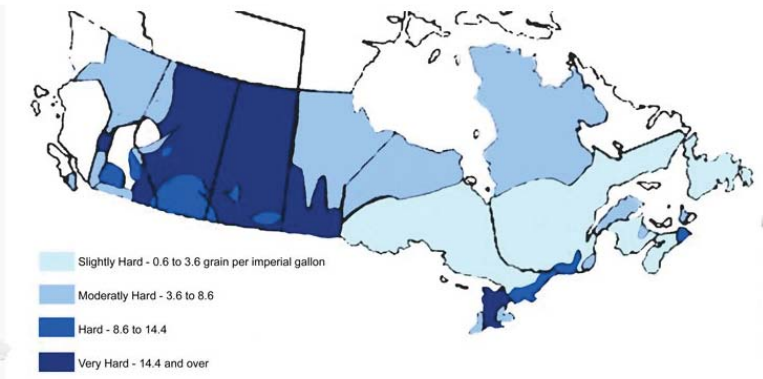 Slightly Hard - 0.6 to 3.6 grain per imperial gallon
Moderatly Hard - 3.6 to 8.6
Hard - 8.6 to 14.4
Very Hard - 14.4 and over